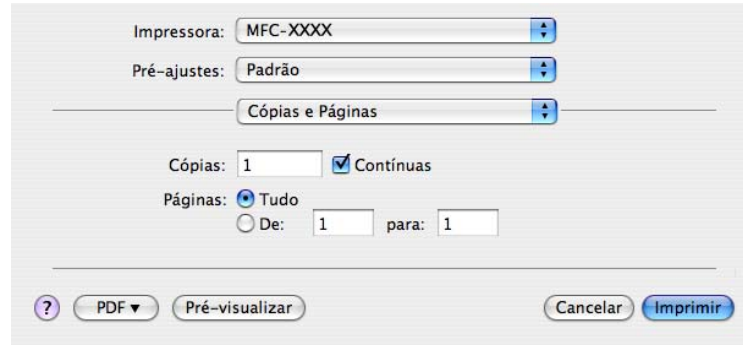 Impressora: MFC-XXXX
Pré-ajustes: Padrão
Cópias e Páginas
Cópias: 1 Contínuas
Páginas: Tudo
De: 1 para: 1
? PDF▼ Pré-visualizar Cancelar Imprimir